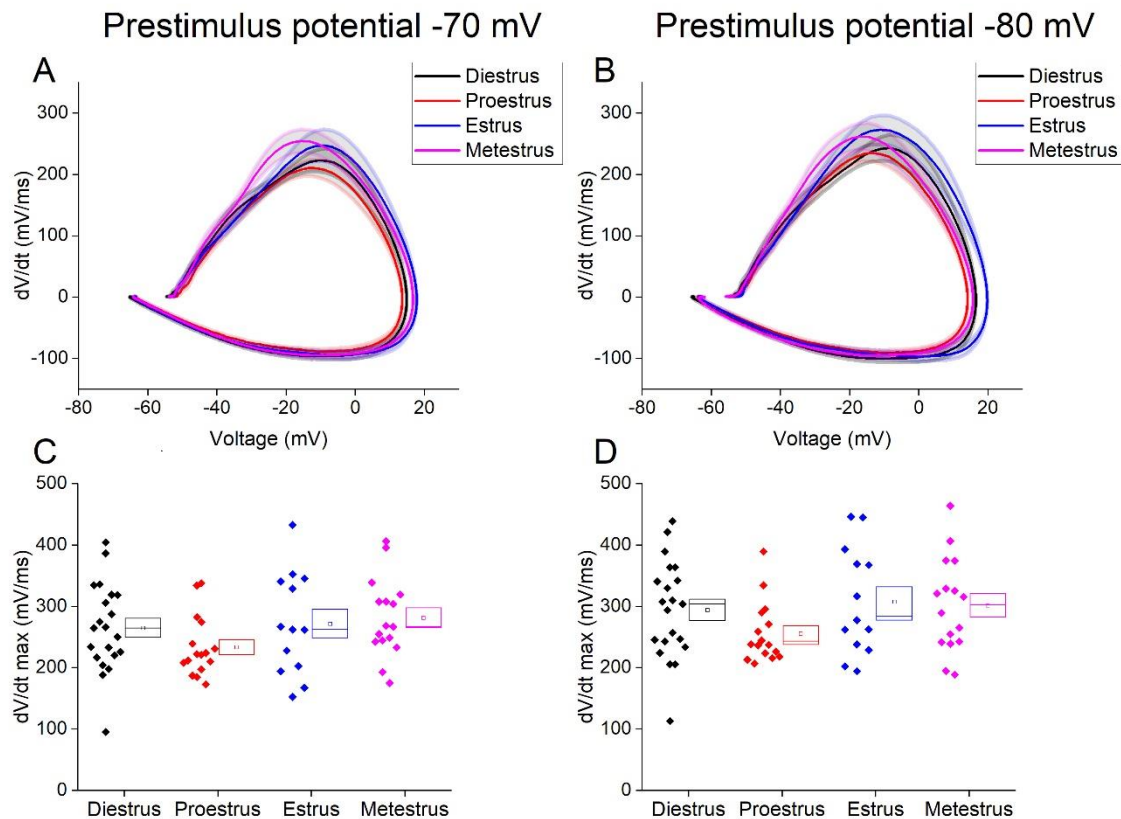 Prestimulus potential -70 mV
Prestimulus potential -80 mV
A
Diestrus
Proestrus
Estrus
Metestrus
300
200
100
0
-100
dV/dt (mV/ms)
-80 -60 -40 -20 0 20
Voltage (mV)
B
Diestrus
Proestrus
Estrus
Metestrus
300
200
100
0
-100
dV/dt (mV/ms)
-80 -60 -40 -20 0 20
Voltage (mV)
C
500
400
300
200
100
0
dV/dt max (mV/ms)
Diestrus Proestrus Estrus Metestrus
D
500
400
300
200
100
0
dV/dt max (mV/ms)
Diestrus Proestrus Estrus Metestrus